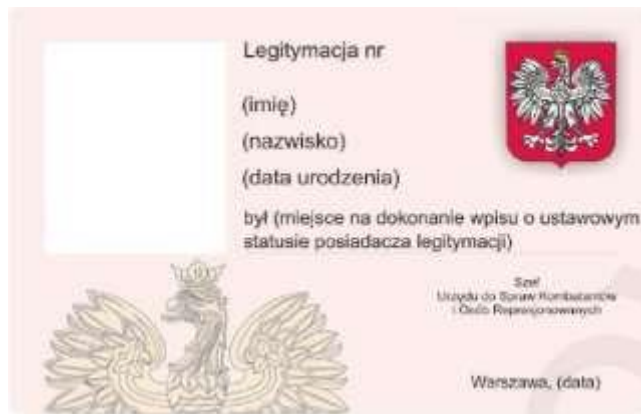 Legitymacja nr
(imię)
(nazwisko)
(data urodzenia)
był (miejsce na dokonanie wpisu o ustawowym
statusie posiadacza legitymacji)
Szef
Urzędu do Spraw Kombatantów
i Osób Represjonowanych
Warszawa, (data)